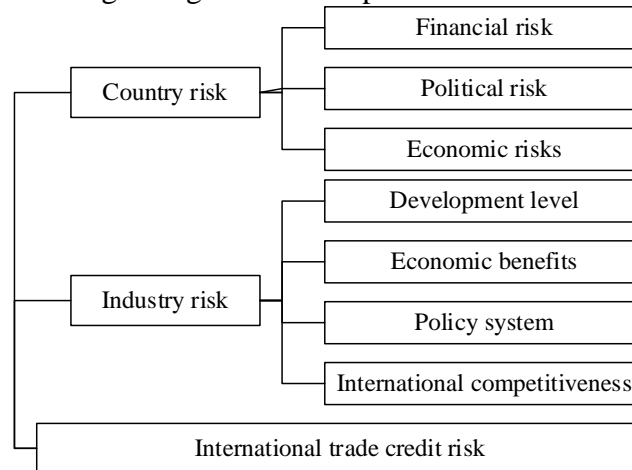 Financial risk
Country risk
Political risk
Economic risks
Development level
Economic benefits
Industry risk
Policy system
International competitiveness
International trade credit risk